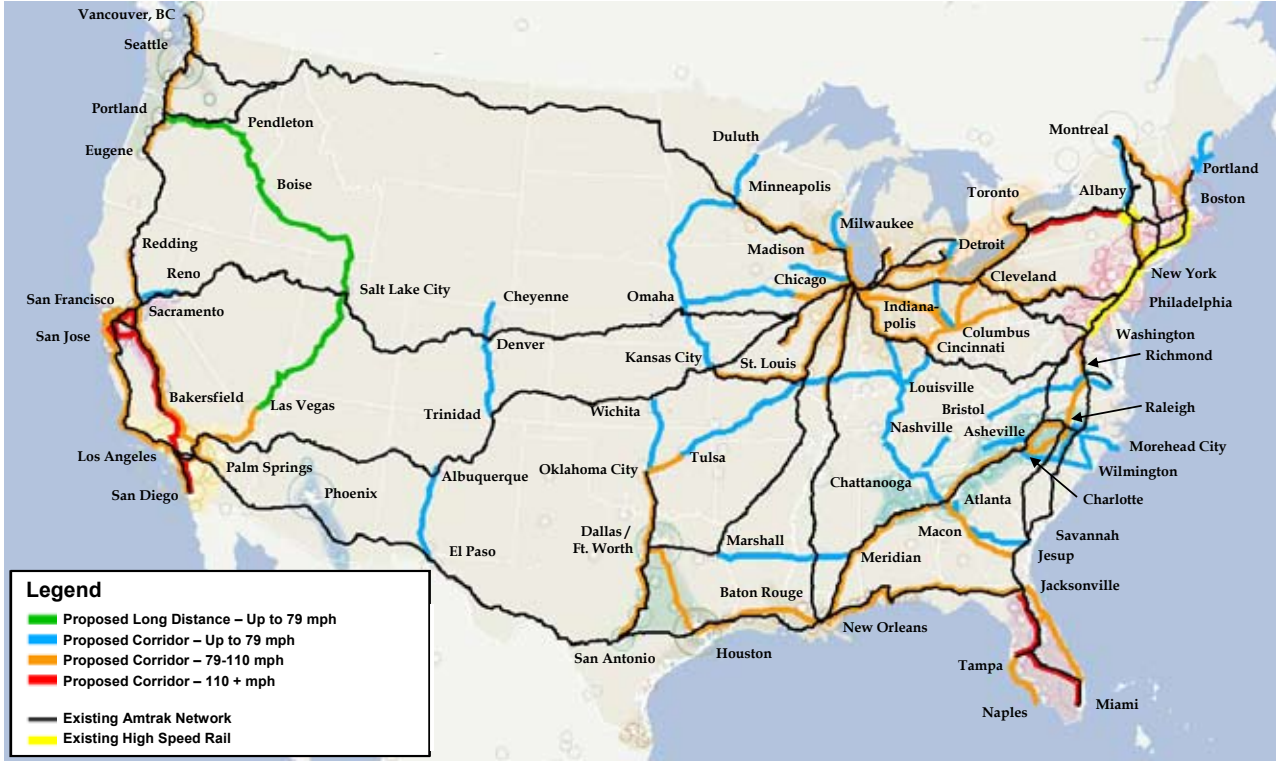 Vancouver, BC
Seattle
Portland
Pendleton
Eugene
Boise
Duluth
Minneapolis
Montreal
Portland
Toronto
Albany
Boston
Milwaukee
Madison
Detroit
Redding
Reno
Chicago
Cleveland
New York
San Francisco
Sacramento
Salt Lake City
Cheyenne
Omaha
Indiana-
polis
Philadelphia
San Jose
Denver
Columbus
Cincinnati
Washington
Kansas City
St. Louis
Richmond
Bakersfield
Las Vegas
Louisville
Trinidad
Wichita
Bristol
Raleigh
Nashville
Asheville
Los Angeles
Palm Springs
Morehead City
Albuquerque
Oklahoma City
Tulsa
Wilmington
San Diego
Phoenix
Chattanooga
Charlotte
Atlanta
Dallas/
Ft. Worth
Marshall
Macon
Savannah
El Paso
Meridian
Jesup
Jacksonville
Baton Rouge
New Orleans
San Antonio
Houston
Tampa
Naples
Miami
Legend
Proposed Long Distance – Up to 79 mph
Proposed Corridor – Up to 79 mph
Proposed Corridor – 79-110 mph
Proposed Corridor – 110 + mph
Existing Amtrak Network
Existing High Speed Rail